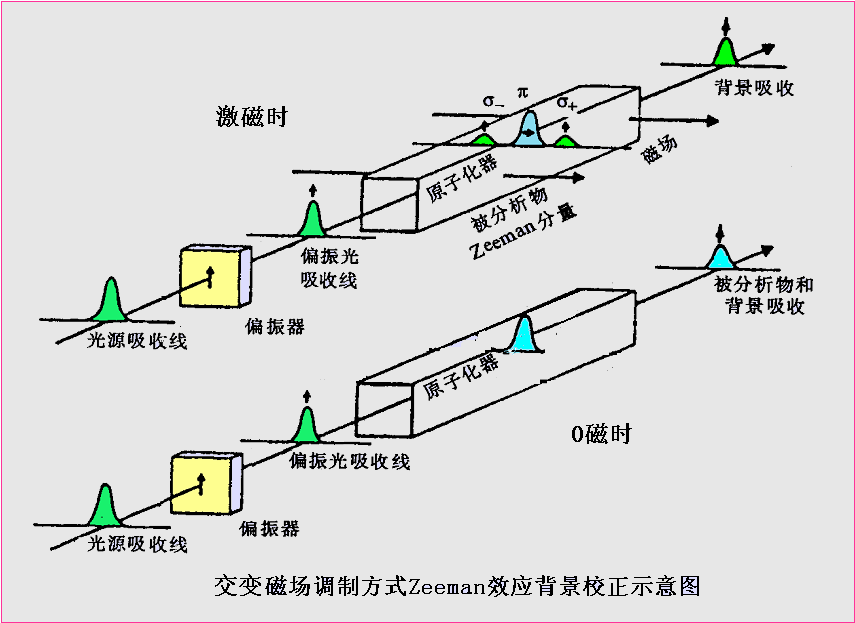 背景吸收
激磁时
σ₋
π
σ₊
磁场
原子化器
被分析物
Zeeman分量
偏振光
吸收线
偏振器
光源吸收线
被分析物和
背景吸收
原子化器
0磁时
偏振光吸收线
偏振器
光源吸收线
交变磁场调制方式Zeeman效应背景校正示意图